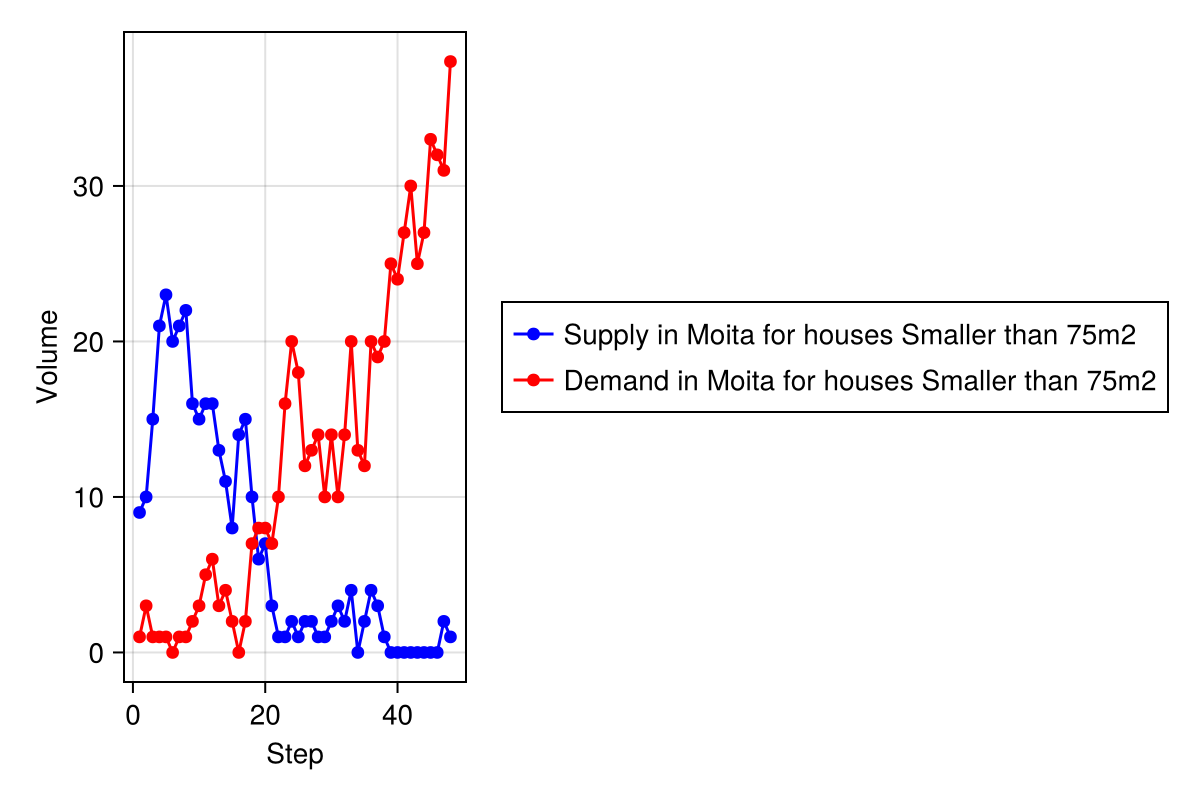 Volume
30
20
10
0
0 20 40
Step
Supply in Moita for houses Smaller than 75m2
Demand in Moita for houses Smaller than 75m2